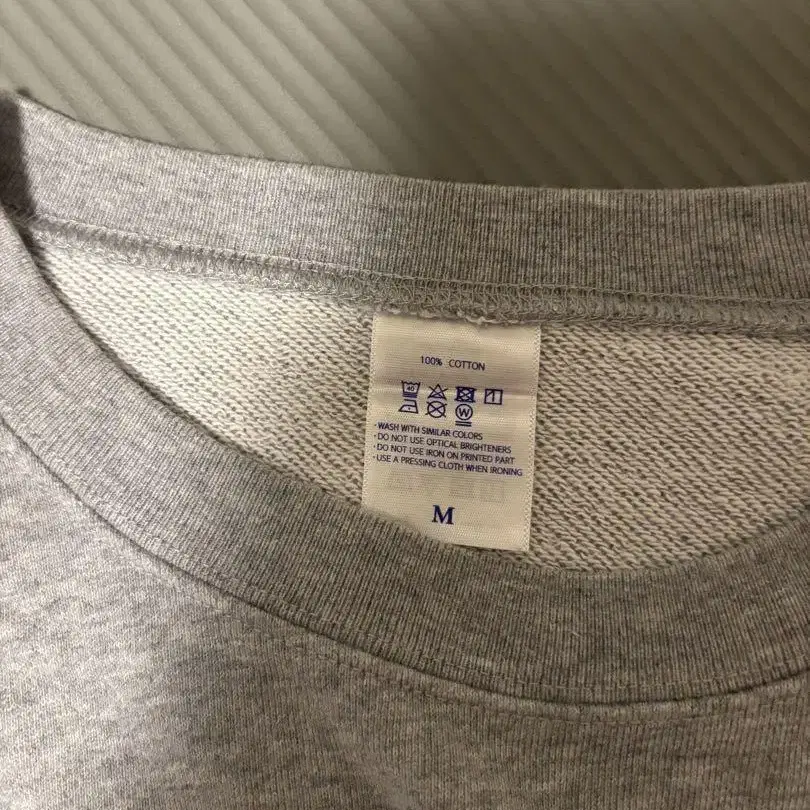 100% COTTON
40
W
· WASH WITH SIMILAR COLORS
· DO NOT USE OPTICAL BRIGHTENERS
· DO NOT USE IRON ON PRINTED PART
· USE A PRESSING CLOTH WHEN IRONING
M